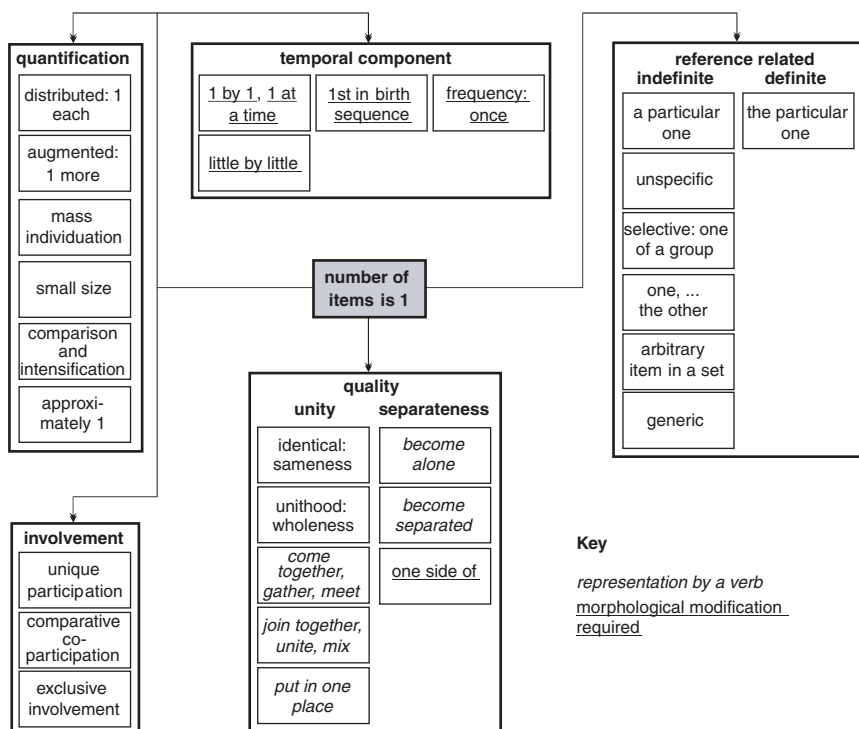 quantification
distributed: 1
each
augmented:
1 more
mass
individuation
small size
comparison
and
intensification
approxi-
mately 1
temporal component
1 by 1, 1 at
a time
1st in birth
sequence
frequency:
once
little by little
reference related
indefinite
definite
a particular
one
the particular
one
unspecific
selective: one
of a group
one, ...
the other
arbitrary
item in a set
generic
number of
items is 1
quality
unity
separateness
identical:
sameness
become
alone
unithood:
wholeness
become
separated
come
together,
gather, meet
one side of
join together,
unite, mix
put in one
place
involvement
unique
participation
comparative
co-
participation
exclusive
involvement
Key
representation by a verb
morphological modification
required